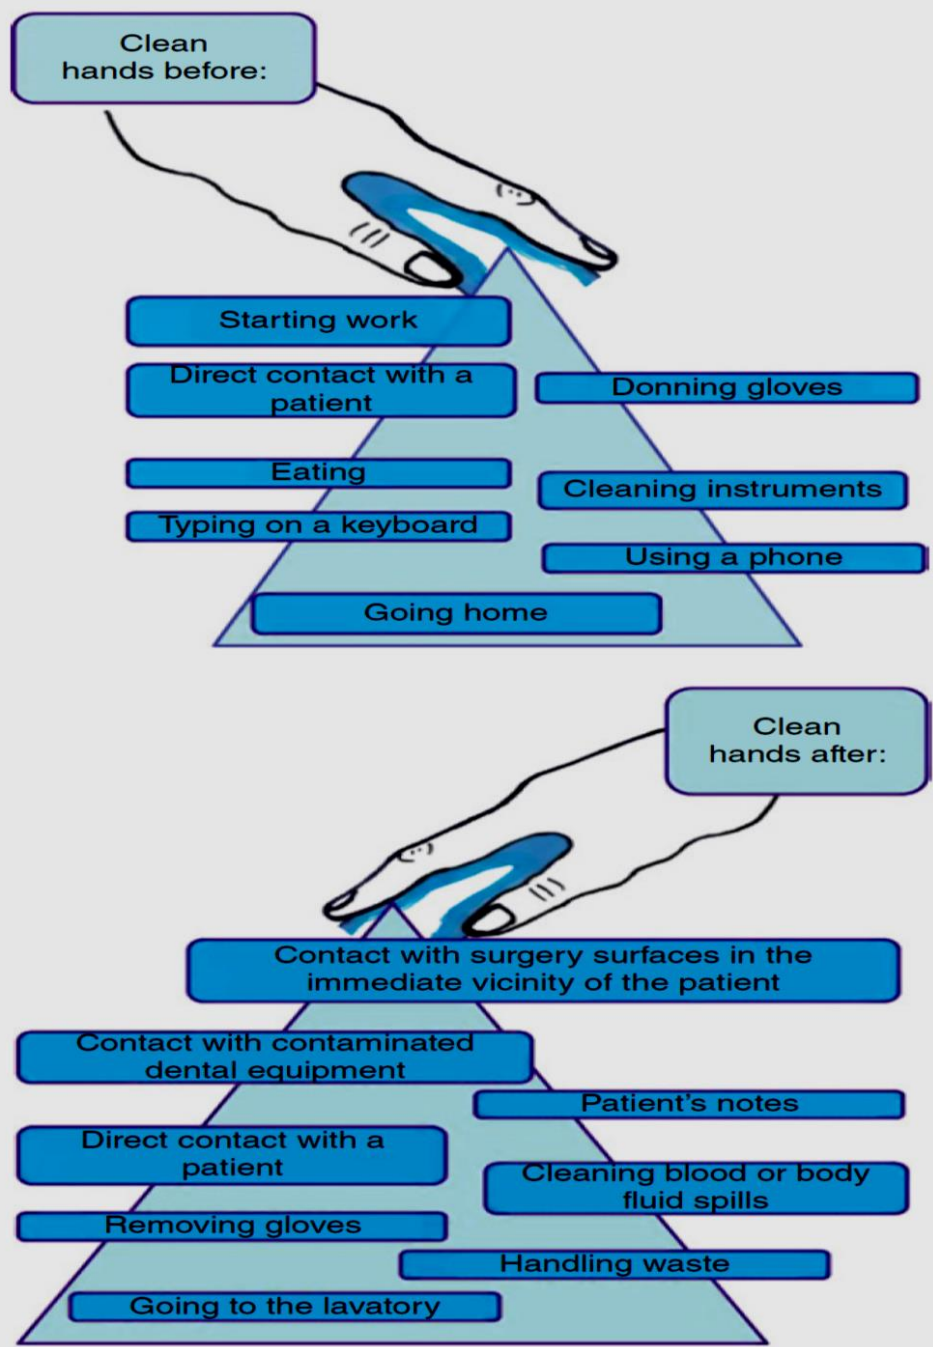 Clean
hands before:
Starting work
Direct contact with a
patient
Donning gloves
Eating
Cleaning instruments
Typing on a keyboard
Using a phone
Going home
Clean
hands after:
Contact with surgery surfaces in the
immediate vicinity of the patient
Contact with contaminated
dental equipment
Patient’s notes
Direct contact with a
patient
Cleaning blood or body
fluid spills
Removing gloves
Handling waste
Going to the lavatory